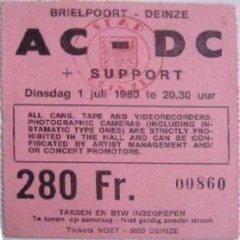 BRIELPOORT - DEINZE
AC-DC
+ SUPPORT
Dinsdag 1 juli 1980 to 20.30 uur
ALL CANS, TAPE AND VIDEORECORDERS,
PHOTOGRAPHIC CAMERAS (INCLUDING IN-
STAMATIC TYPE ONES) ARE STRICTLY PRO-
HIBITED IN THE HALL, AND CAN BE CON-
FISCATED BY ARTIST MANAGEMENT AND/
OR CONCERT PROMOTORS.
280 Fr. 00860
TAKSEN EN BTW INBEGREPEN
Te tonen op aanvraag - Niet geldig zonder strook
Tickets VOET - 9800 DEINZE